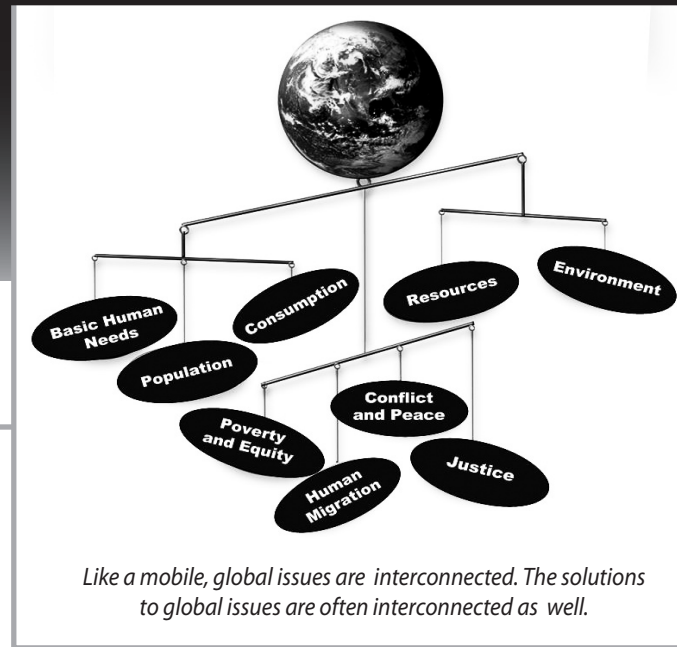 Basic Human
Needs
Population
Consumption
Resources
Environment
Poverty
and Equity
Human
Migration
Conflict
and Peace
Justice
Like a mobile, global issues are interconnected. The solutions
to global issues are often interconnected as well.